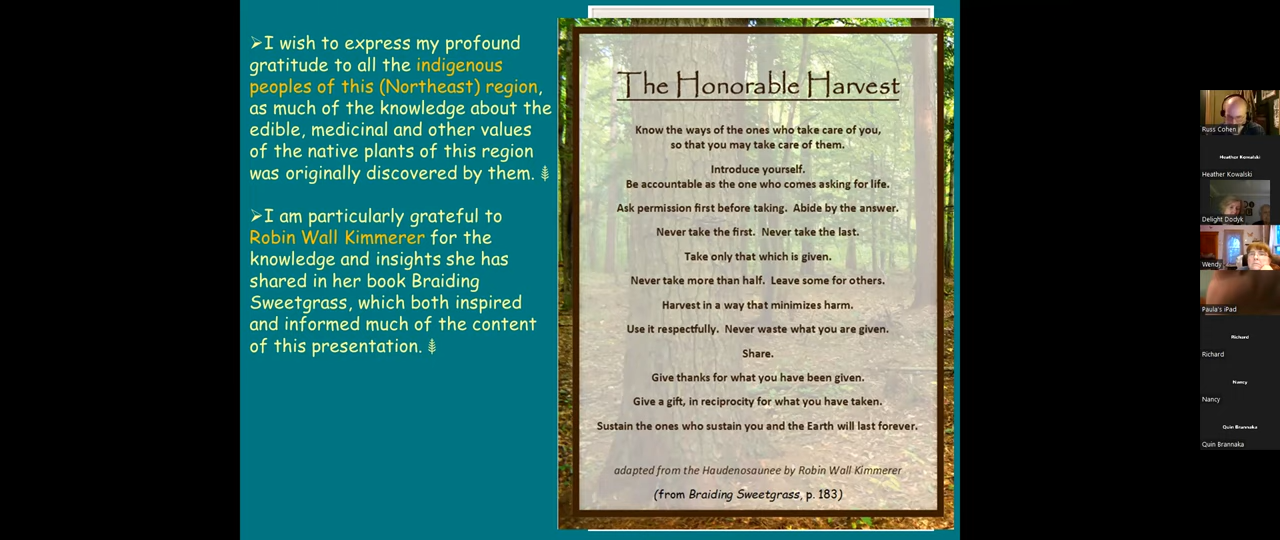 ➢I wish to express my profound
gratitude to all the indigenous
peoples of this (Northeast) region,
as much of the knowledge about the
edible, medicinal and other values
of the native plants of this region
was originally discovered by them.
➢I am particularly grateful to
Robin Wall Kimmerer for the
knowledge and insights she has
shared in her book Braiding
Sweetgrass, which both inspired
and informed much of the content
of this presentation.
The Honorable Harvest
Know the ways of the ones who take care of you,
so that you may take care of them.
Introduce yourself.
Be accountable as the one who comes asking for life.
Ask permission first before taking. Abide by the answer.
Never take the first. Never take the last.
Take only that which is given.
Never take more than half. Leave some for others.
Harvest in a way that minimizes harm.
Use it respectfully. Never waste what you are given.
Share.
Give thanks for what you have been given.
Give a gift, in reciprocity for what you have taken.
Sustain the ones who sustain you and the Earth will last forever.
adapted from the Haudenosaunee by Robin Wall Kimmerer
(from Braiding Sweetgrass, p. 183)
Russ Cohen
Heather Kowalski
Heather Kowalski
Delight Dodyk
Wendy
Paula's iPad
Richard
Richard
Nancy
Nancy
Quin Brannaka
Quin Brannaka